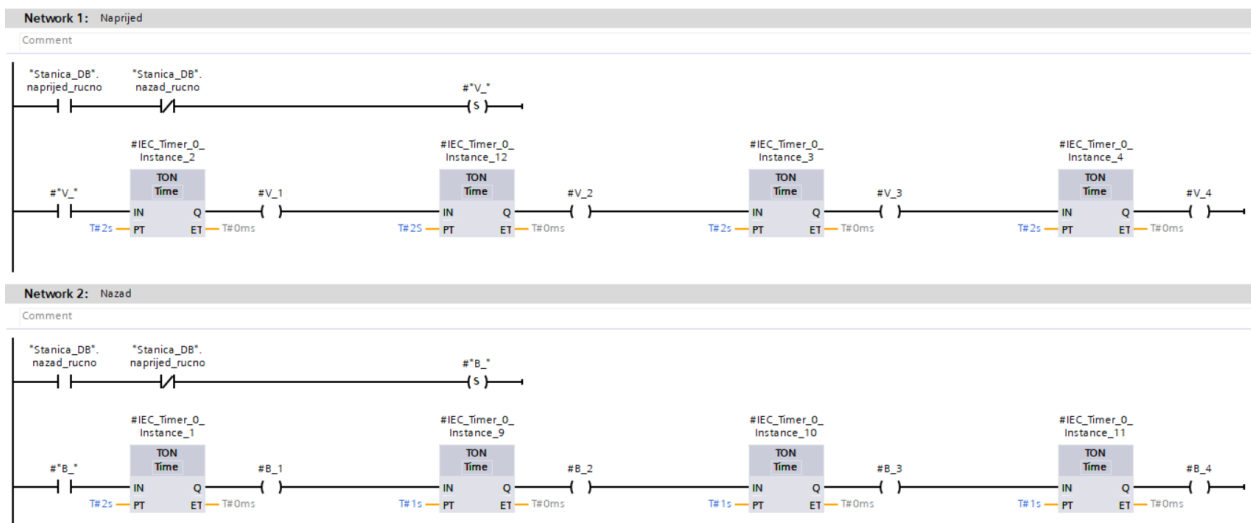 Network 1: Naprijed
Comment
"Stanica_DB". "Stanica_DB".
naprijed_rucno nazad_rucno #"V_"
( S )
#IEC_Timer_0_ #IEC_Timer_0_ #IEC_Timer_0_ #IEC_Timer_0_
Instance_2 Instance_12 Instance_3 Instance_4
TON TON TON TON
#"V_" Time #V_1 Time #V_2 Time #V_3 Time #V_4
IN Q IN Q IN Q IN Q
T#2s PT ET T#0ms T#2S PT ET T#0ms T#2s PT ET T#0ms T#2s PT ET T#0ms
Network 2: Nazad
Comment
"Stanica_DB". "Stanica_DB".
nazad_rucno naprijed_rucno #"B_"
( S )
#IEC_Timer_0_ #IEC_Timer_0_ #IEC_Timer_0_ #IEC_Timer_0_
Instance_1 Instance_9 Instance_10 Instance_11
TON TON TON TON
#"B_" Time #B_1 Time #B_2 Time #B_3 Time #B_4
IN Q IN Q IN Q IN Q
T#2s PT ET T#0ms T#1s PT ET T#0ms T#1s PT ET T#0ms T#1s PT ET T#0ms